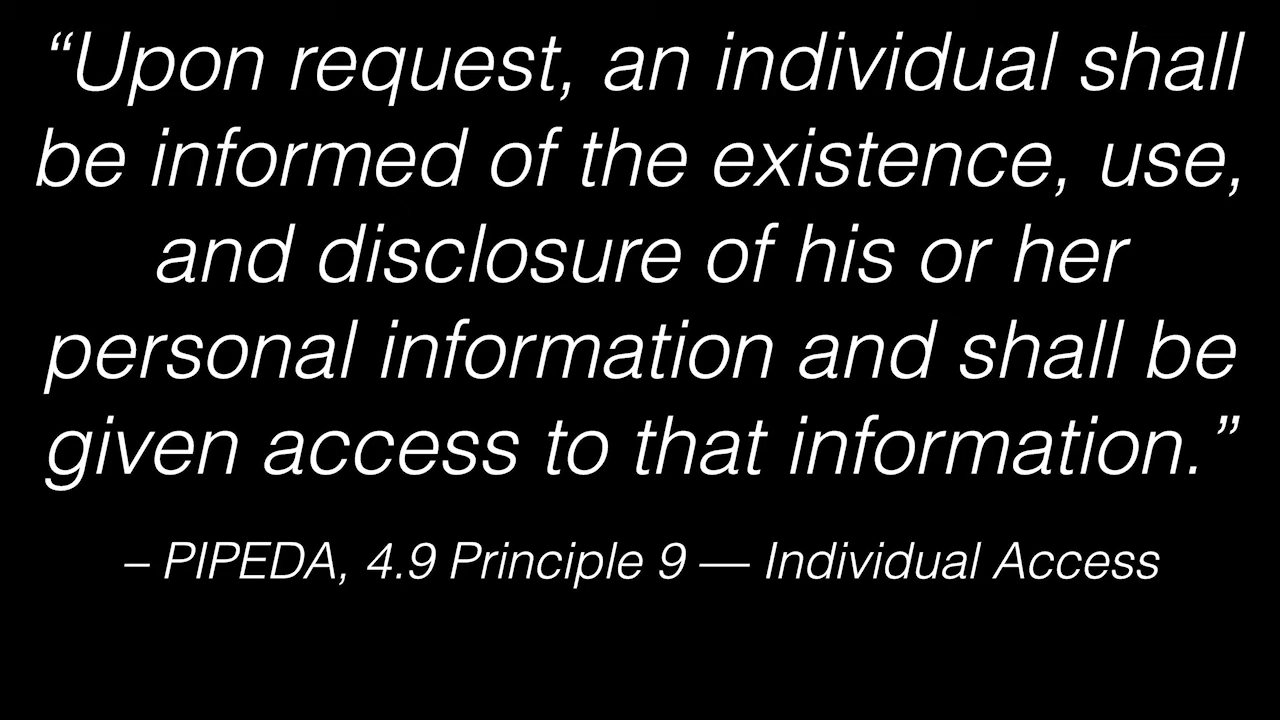 “Upon request, an individual shall
be informed of the existence, use,
and disclosure of his or her
personal information and shall be
given access to that information.”
– PIPEDA, 4.9 Principle 9 — Individual Access